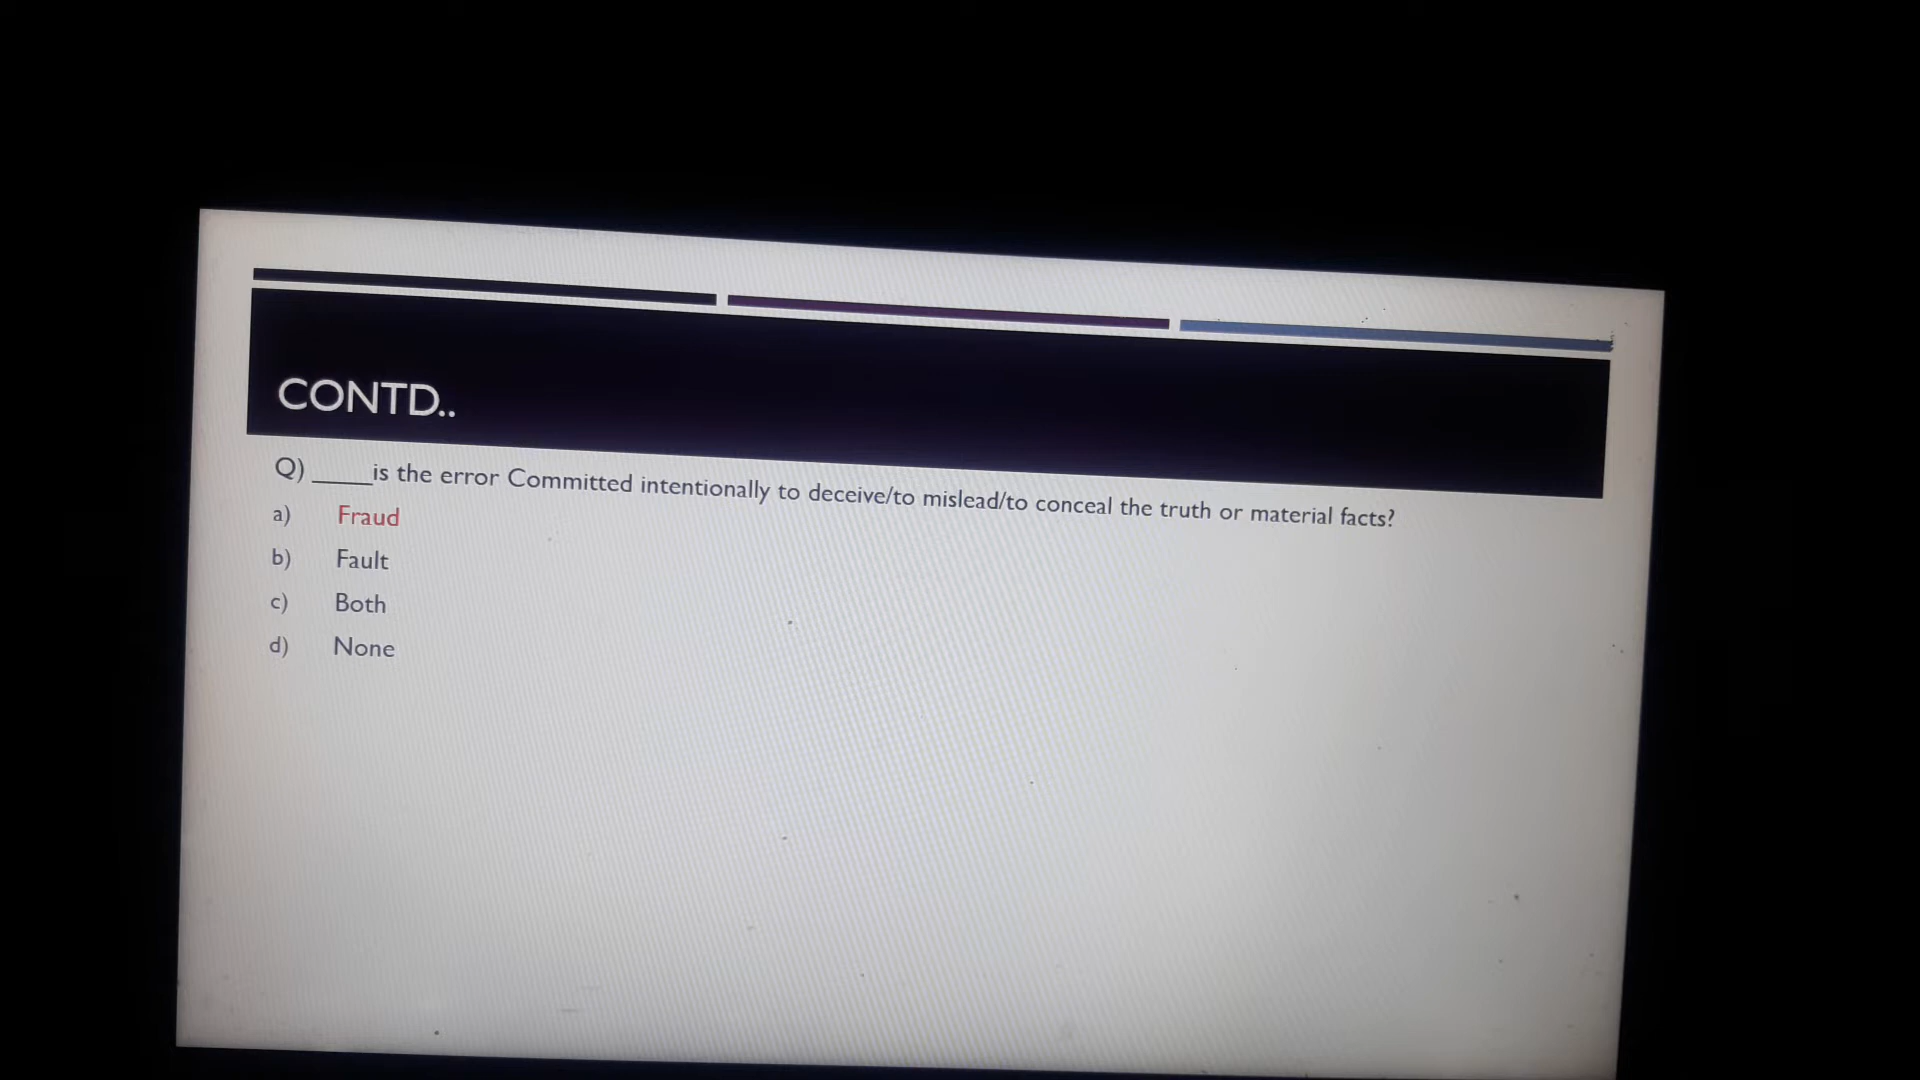 CONTD..
Q) _____is the error Committed intentionally to deceive/to mislead/to conceal the truth or material facts?
a) Fraud
b) Fault
c) Both
d) None